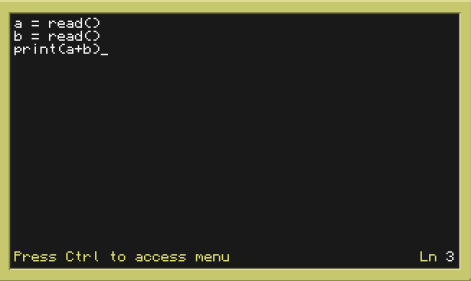 a = read()
b = read()
print(a+b)_
Press Ctrl to access menu
Ln 3